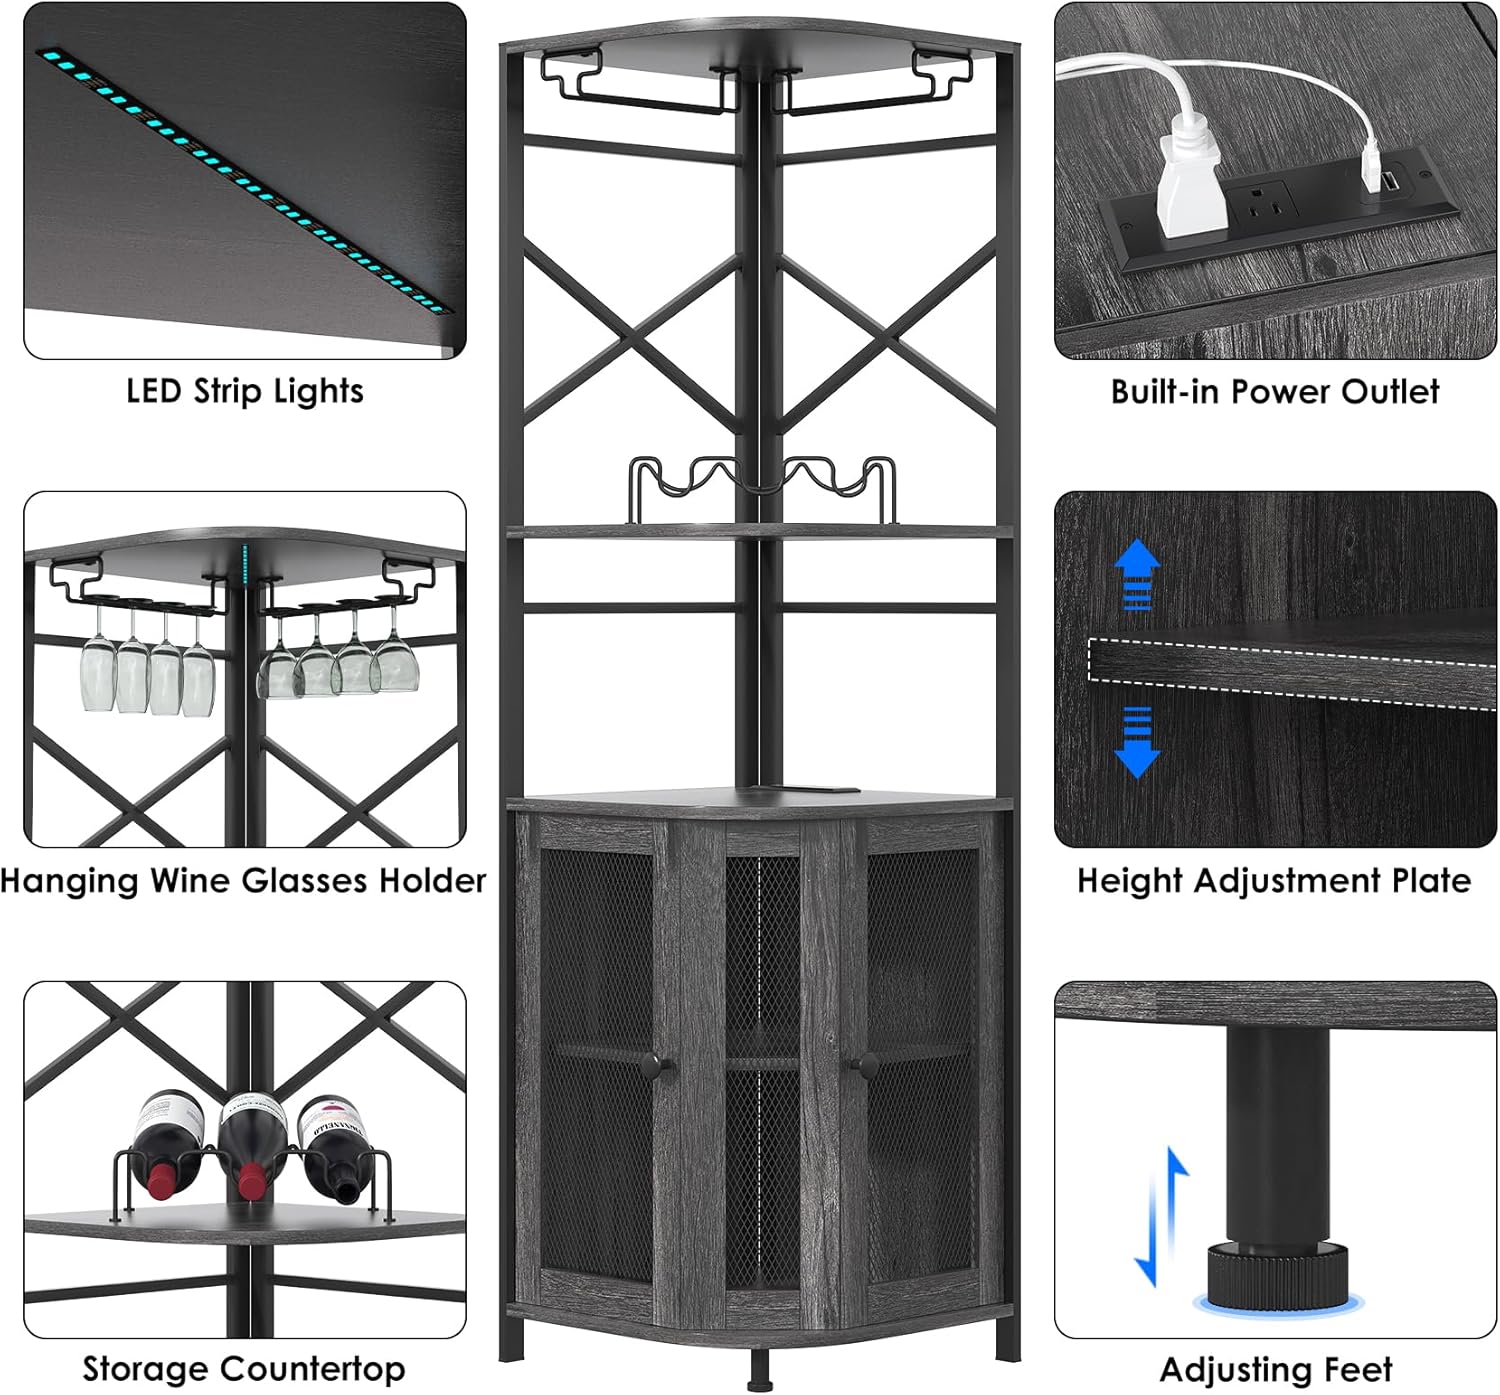 LED Strip Lights
Built-in Power Outlet
Hanging Wine Glasses Holder
Height Adjustment Plate
Storage Countertop
Adjusting Feet